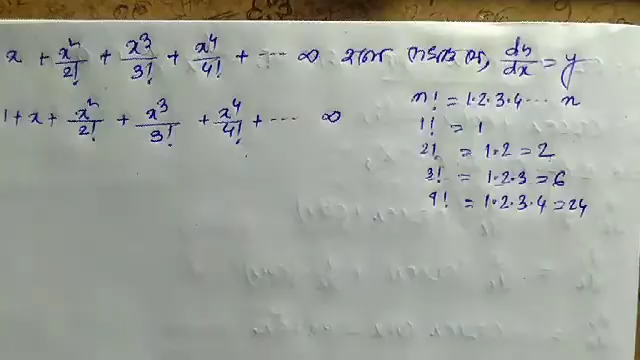 x + x²/2! + x³/3! + x⁴/4! + ... ∞ হলে দেখাও যে, dy/dx = y
1 + x + x²/2! + x³/3! + x⁴/4! + ... ∞
n! = 1·2·3·4 ... n
1! = 1
2! = 1·2 = 2
3! = 1·2·3 = 6
4! = 1·2·3·4 = 24